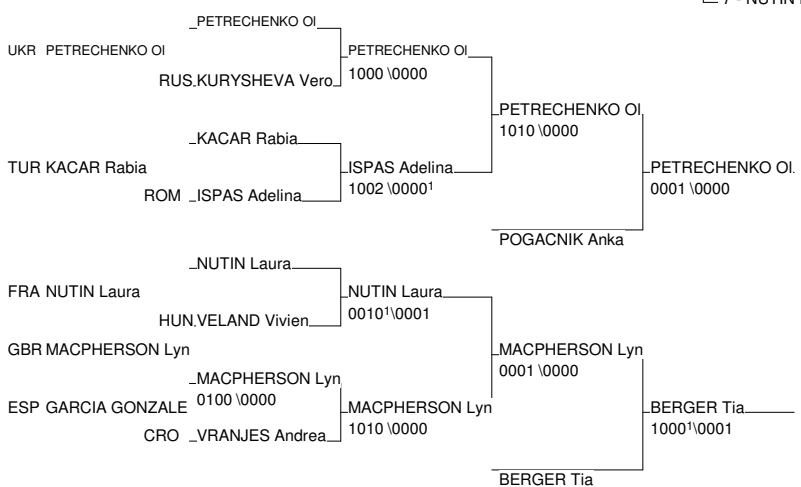 7 - NUTIN
PETRECHENKO Ol
UKR PETRECHENKO Ol
PETRECHENKO Ol
1000 \0000
RUS KURYSHEVA Vero
PETRECHENKO Ol
1010 \0000
KACAR Rabia
TUR KACAR Rabia
ISPAS Adelina
1002 \0000¹
PETRECHENKO Ol
0001 \0000
ROM ISPAS Adelina
POGACNIK Anka
NUTIN Laura
FRA NUTIN Laura
NUTIN Laura
0010¹\0001
HUN VELAND Vivien
GBR MACPHERSON Lyn
MACPHERSON Lyn
0001 \0000
MACPHERSON Lyn
0100 \0000
ESP GARCIA GONZALE
MACPHERSON Lyn
1010 \0000
BERGER Tia
1000¹\0001
CRO VRANJES Andrea
BERGER Tia